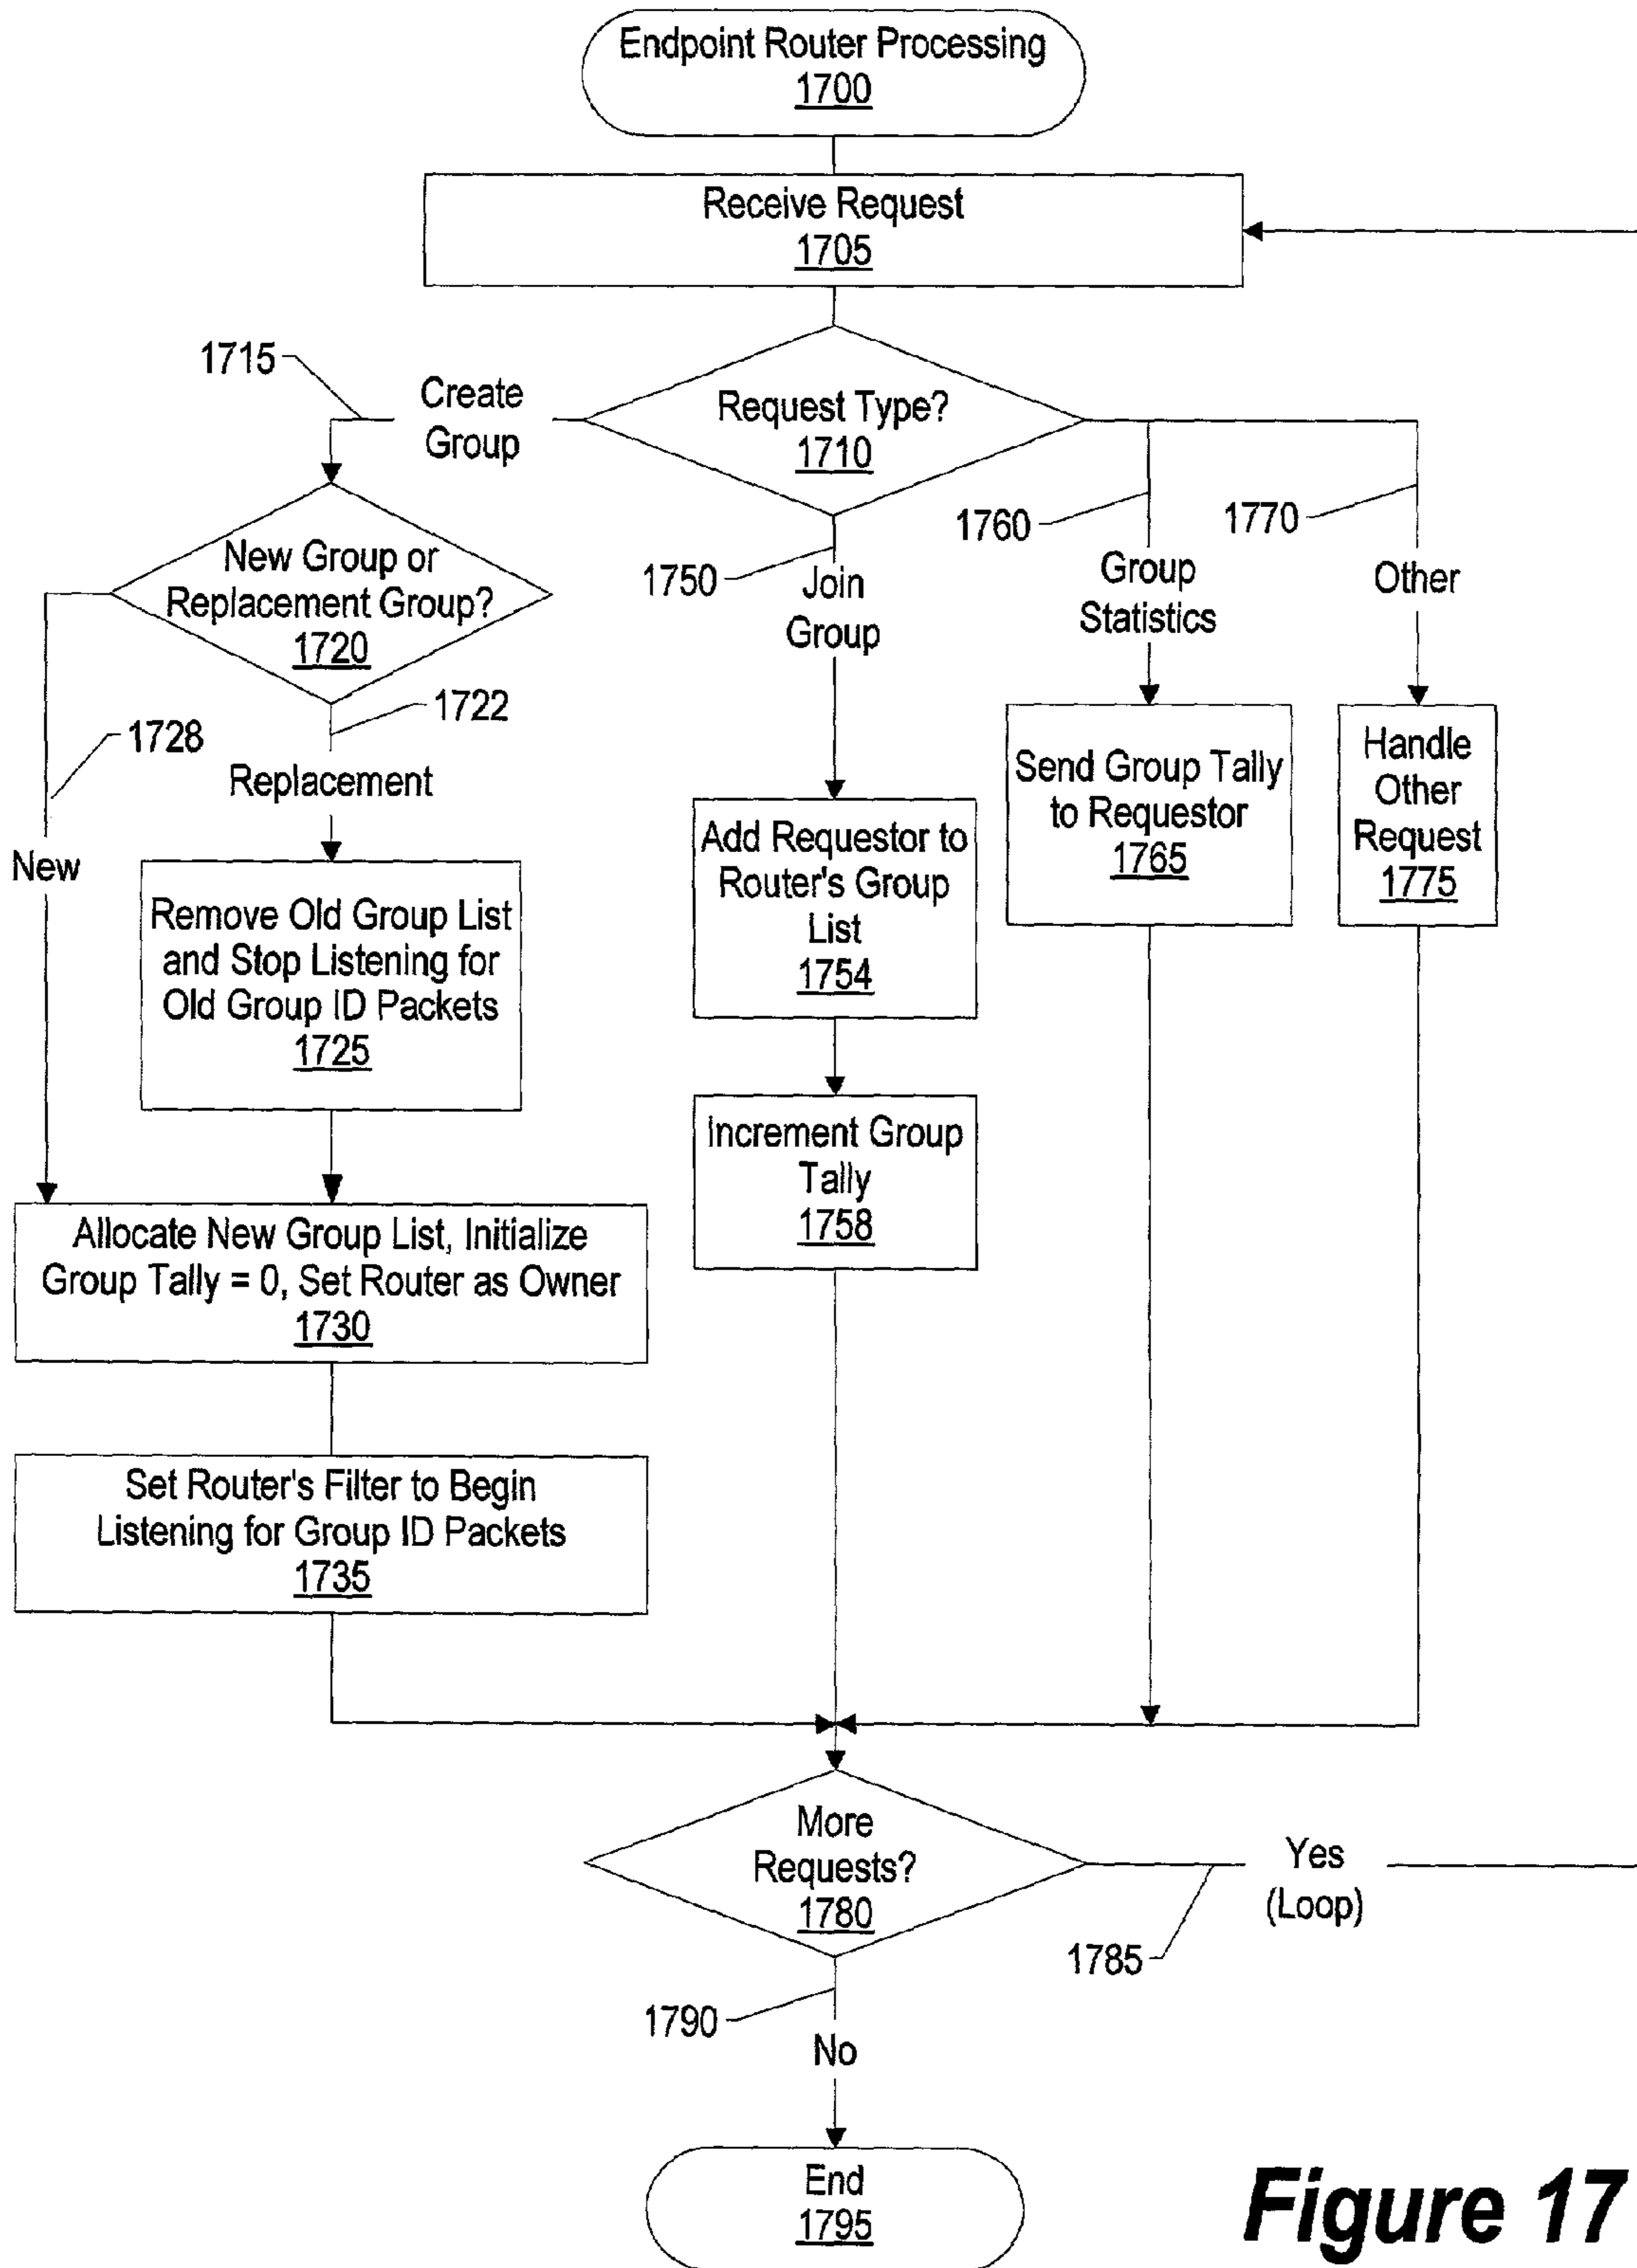 Endpoint Router Processing
1700
Receive Request
1705
1715
Create
Group
Request Type?
1710
1760
1770
New Group or
Replacement Group?
1720
1750
Join
Group
Group
Statistics
Other
1722
1728
Replacement
New
Remove Old Group List
and Stop Listening for
Old Group ID Packets
1725
Add Requestor to
Router's Group
List
1754
Send Group Tally
to Requestor
1765
Handle
Other
Request
1775
Increment Group
Tally
1758
Allocate New Group List, Initialize
Group Tally = 0, Set Router as Owner
1730
Set Router's Filter to Begin
Listening for Group ID Packets
1735
More
Requests?
1780
Yes
(Loop)
1785
1790
No
End
1795
Figure 17